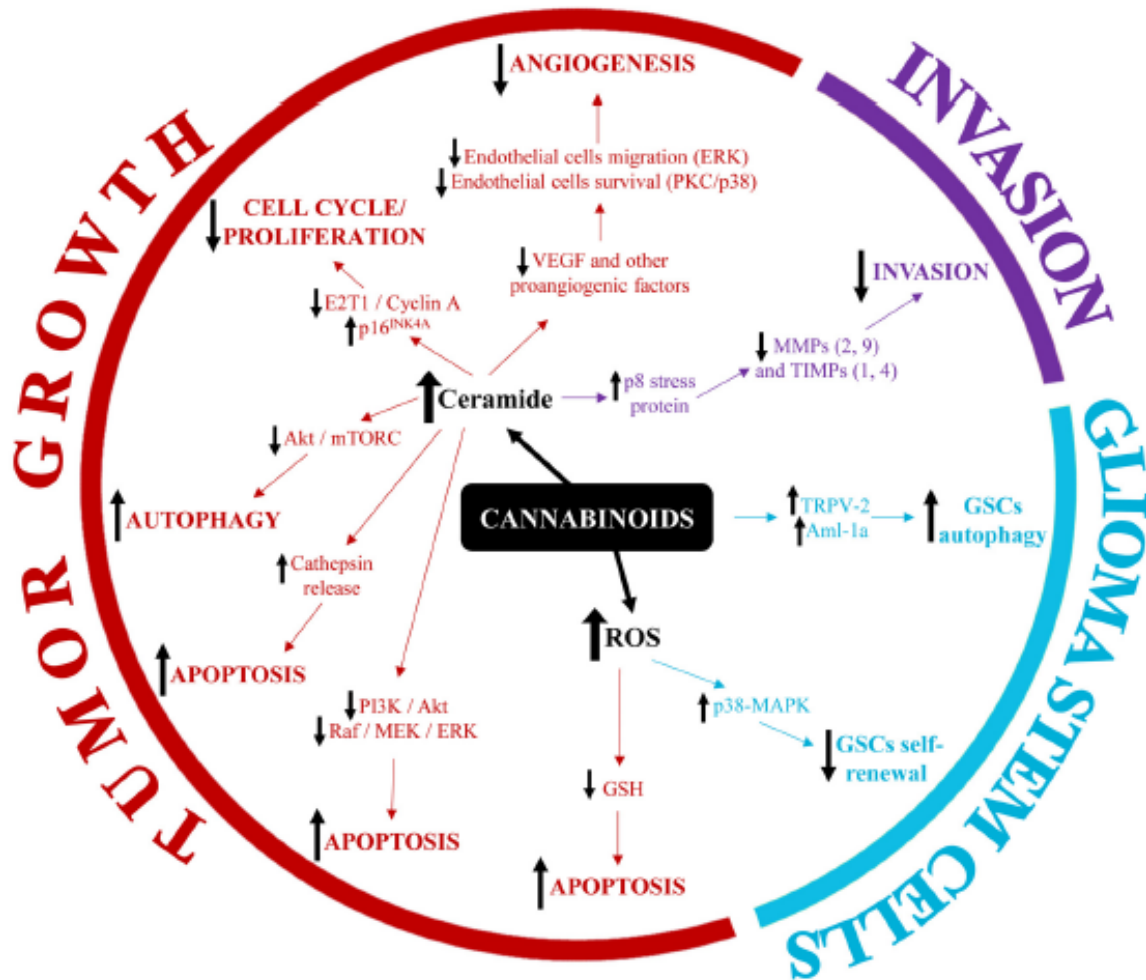 TUMOR GROWTH
INVASION
GLIOMA STEM CELLS
ANGIOGENESIS
Endothelial cells migration (ERK)
Endothelial cells survival (PKC/p38)
VEGF and other
proangiogenic factors
CELL CYCLE/
PROLIFERATION
E2T1 / Cyclin A
p16INK4A
INVASION
MMPs (2, 9)
and TIMPs (1, 4)
p8 stress
protein
Ceramide
Akt / mTORC
AUTOPHAGY
CANNABINOIDS
TRPV-2
Aml-1a
GSCs
autophagy
Cathepsin
release
APOPTOSIS
ROS
PI3K / Akt
Raf / MEK / ERK
APOPTOSIS
p38-MAPK
GSCs self-
renewal
GSH
APOPTOSIS